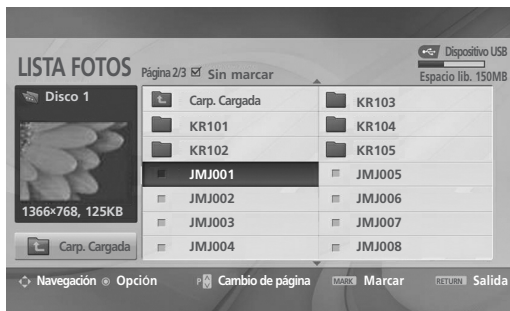 Dispositivo USB
LISTA FOTOS Página 2/3 Sin marcar Espacio lib. 150MB
Disco 1
1366×768, 125KB
Carp. Cargada
Carp. Cargada KR103
KR101 KR104
KR102 KR105
JMJ001 JMJ005
JMJ002 JMJ006
JMJ003 JMJ007
JMJ004 JMJ008
Navegación Opción P Cambio de página MARK Marcar RETURN Salida